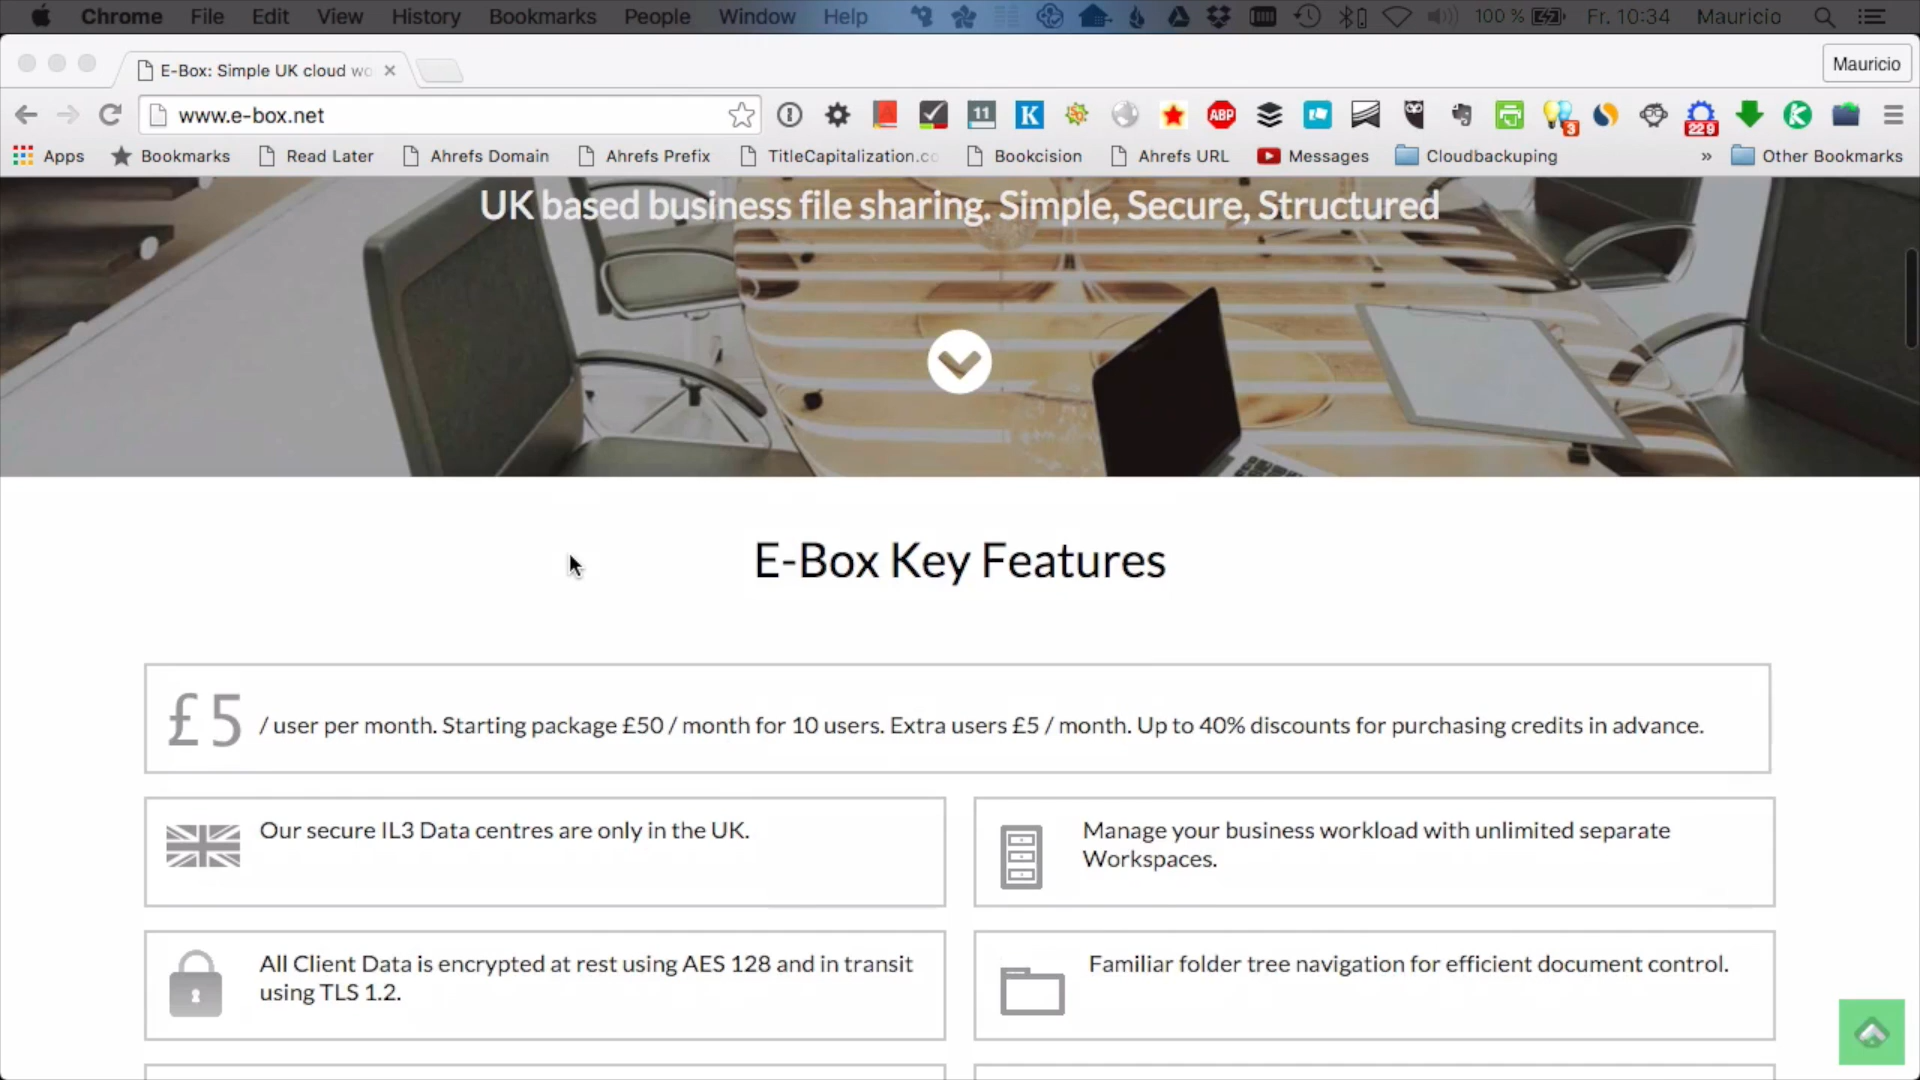 Chrome File Edit View History Bookmarks People Window Help 100 % Fr. 10:34 Mauricio
E-Box: Simple UK cloud wo
Mauricio
www.e-box.net
11 K ABP 3 229 K
Apps Bookmarks Read Later Ahrefs Domain Ahrefs Prefix TitleCapitalization.co Bookcision Ahrefs URL Messages Cloudbackuping » Other Bookmarks
UK based business file sharing. Simple, Secure, Structured
E-Box Key Features
£5 / user per month. Starting package £50 / month for 10 users. Extra users £5 / month. Up to 40% discounts for purchasing credits in advance.
Our secure IL3 Data centres are only in the UK.
Manage your business workload with unlimited separate
Workspaces.
All Client Data is encrypted at rest using AES 128 and in transit
using TLS 1.2.
Familiar folder tree navigation for efficient document control.